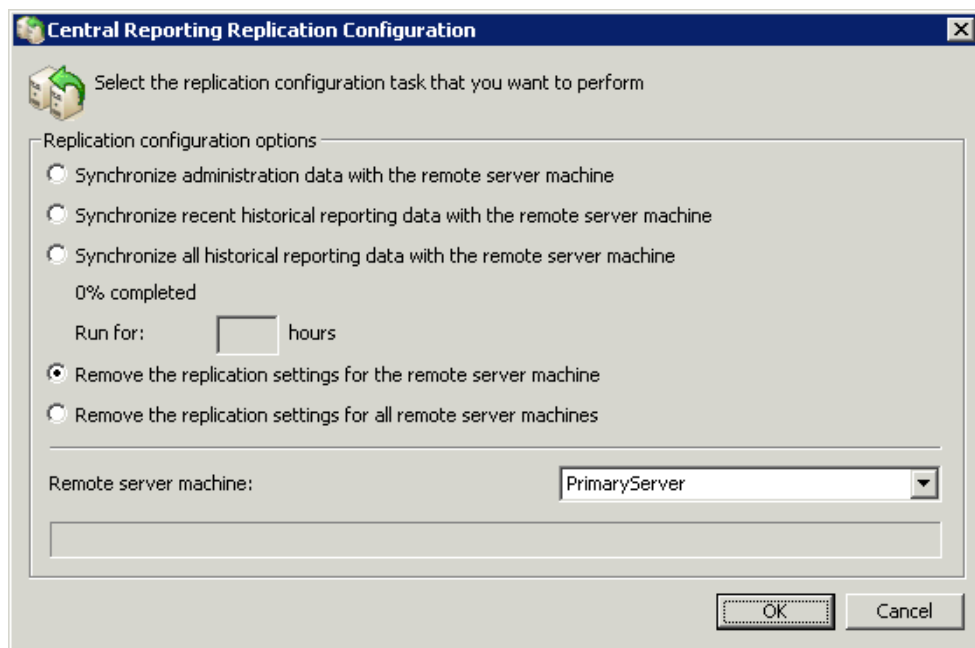 Central Reporting Replication Configuration
Select the replication configuration task that you want to perform
Replication configuration options
Synchronize administration data with the remote server machine
Synchronize recent historical reporting data with the remote server machine
Synchronize all historical reporting data with the remote server machine
0% completed
Run for: hours
Remove the replication settings for the remote server machine
Remove the replication settings for all remote server machines
Remote server machine: PrimaryServer
OK Cancel